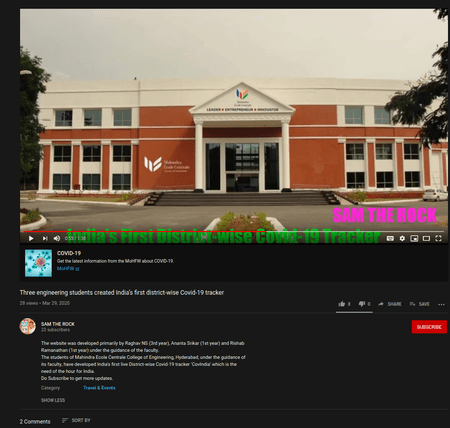 LEADER • ENTREPRENEUR • INNOVATOR
Mahindra
École Centrale
SAM THE ROCK
India's First District-wise Covid-19 Tracker
COVID-19
Get the latest information from the MoHFW about COVID-19.
MoHFW
Three engineering students created India's first district-wise Covid-19 tracker
28 views • Mar 29, 2020
8
0
SHARE
SAVE
SAM THE ROCK
23 subscribers
SUBSCRIBE
The website was developed primarily by Raghav NS (3rd year), Ananta Srikar (1st year) and Rishab
Ramanathan (1st year) under the guidance of the faculty.
The students of Mahindra Ecole Centrale College of Engineering, Hyderabad, under the guidance of
its faculty, have developed India's first live District-wise Covid-19 tracker 'CovIndia' which is the
need of the hour for India.
Do Subscribe to get more updates.
Category
Travel & Events
SHOW LESS
2 Comments
SORT BY